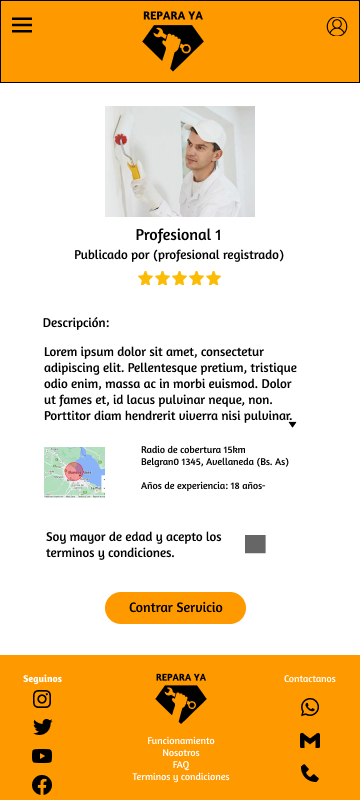 REPARA YA
Profesional 1
Publicado por (profesional registrado)
Descripción:
Lorem ipsum dolor sit amet, consectetur
adipiscing elit. Pellentesque pretium, tristique
odio enim, massa ac in morbi euismod. Dolor
ut fames et, id lacus pulvinar neque, non.
Porttitor diam hendrerit viverra nisi pulvinar.
Radio de cobertura 15km
Belgran0 1345, Avellaneda (Bs. As)
Años de experiencia: 18 años-
Soy mayor de edad y acepto los
terminos y condiciones.
Contrar Servicio
Seguinos
REPARA YA
Contactanos
Funcionamiento
Nosotros
FAQ
Terminos y condiciones